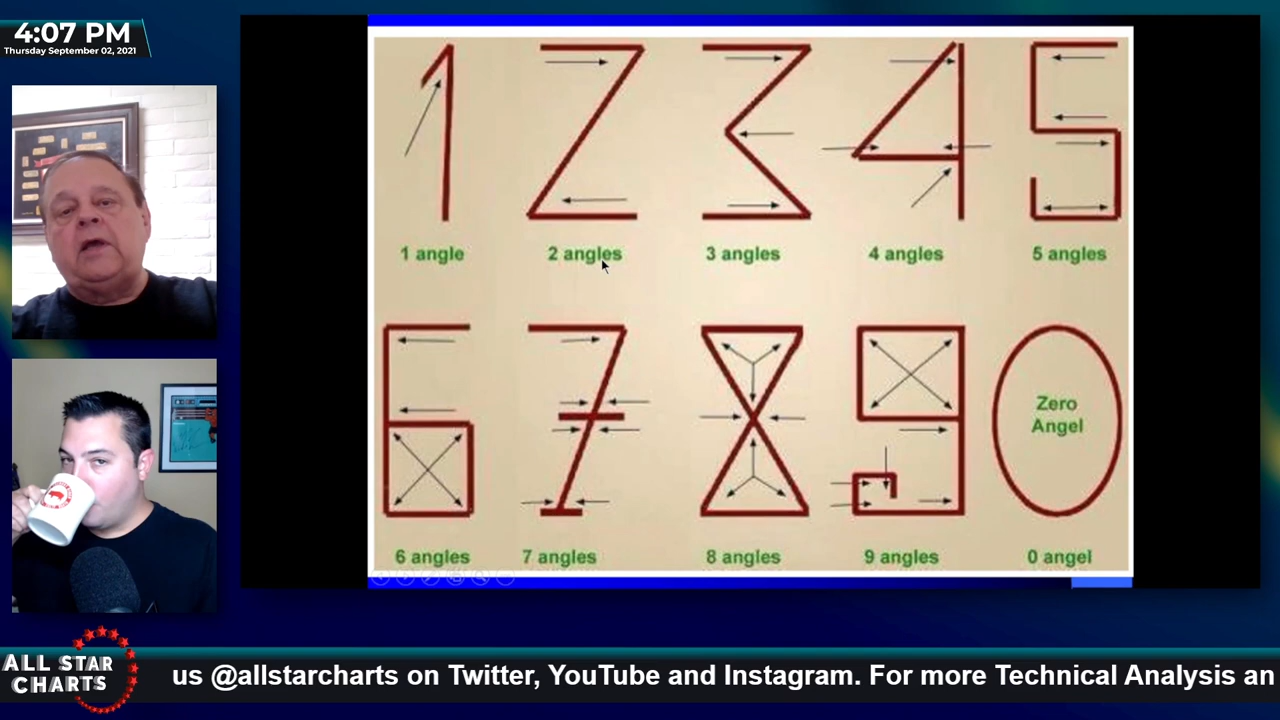 4:07 PM
Thursday September 02, 2021
1 angle
2 angles
3 angles
4 angles
5 angles
Zero
Angel
6 angles
7 angles
8 angles
9 angles
0 angel
ALL STAR
CHARTS
us @allstarcharts on Twitter, YouTube and Instagram. For more Technical Analysis an